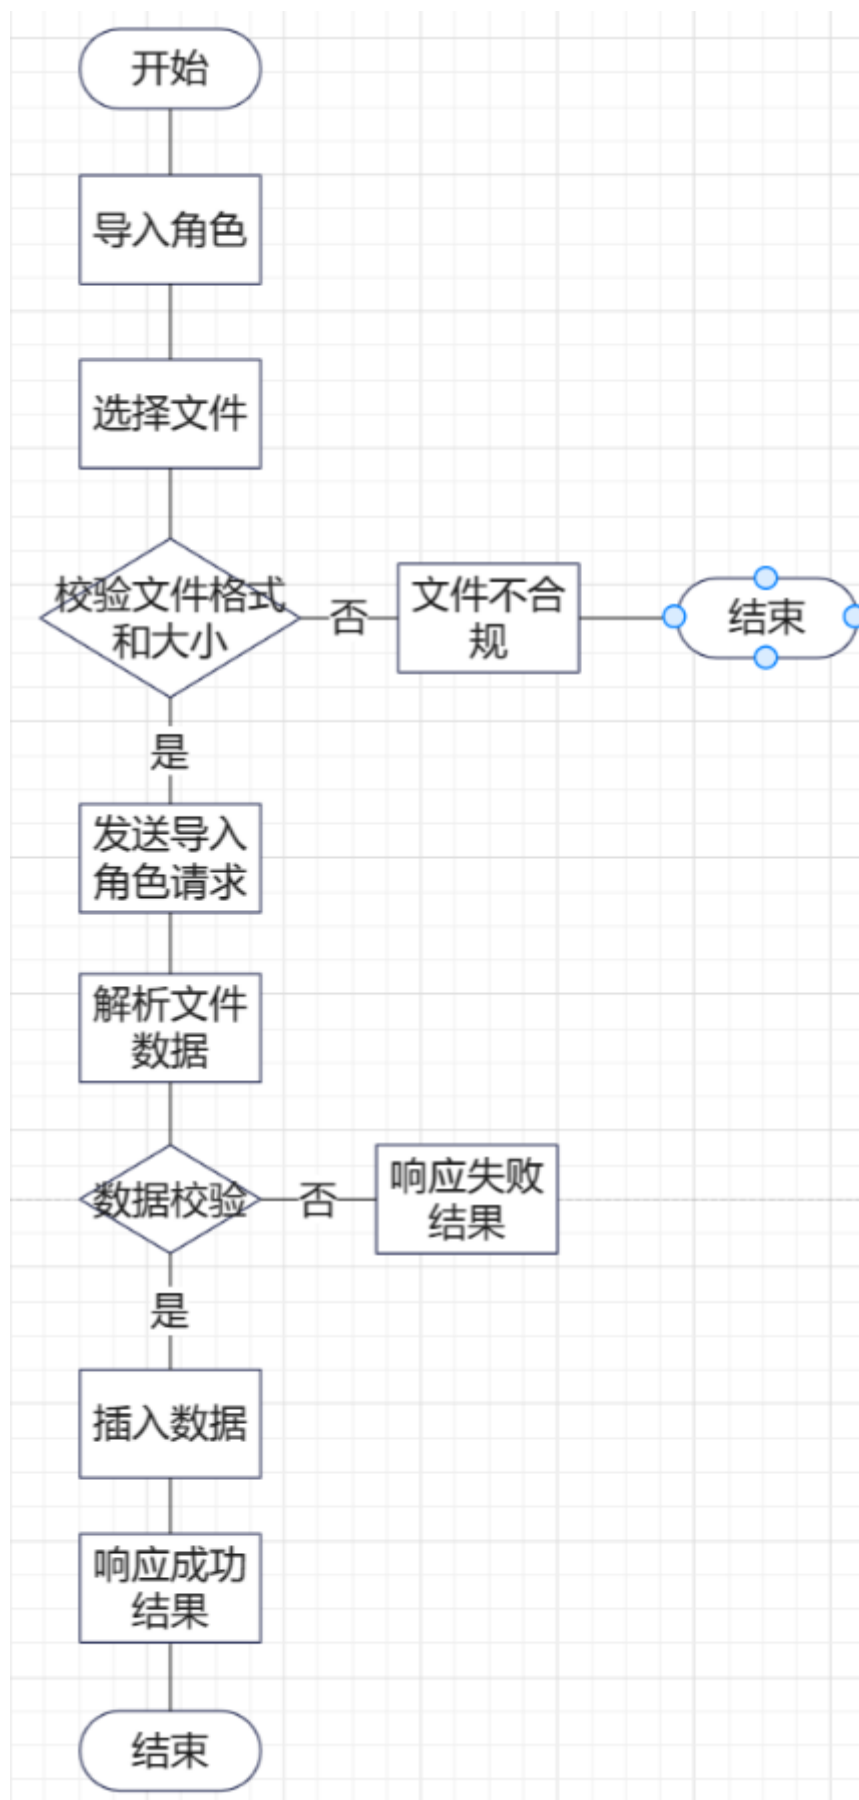 开始
导入角色
选择文件
校验文件格式
和大小
否
文件不合
规
结束
是
发送导入
角色请求
解析文件
数据
数据校验
否
响应失败
结果
是
插入数据
响应成功
结果
结束